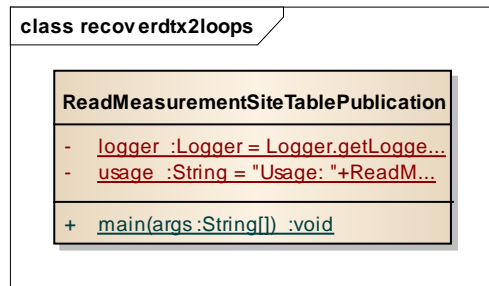 class recoverdtx2loops
ReadMeasurementSiteTablePublication
- logger :Logger = Logger.getLogge...
- usage :String = "Usage: "+ReadM...
+ main(args :String[]) :void